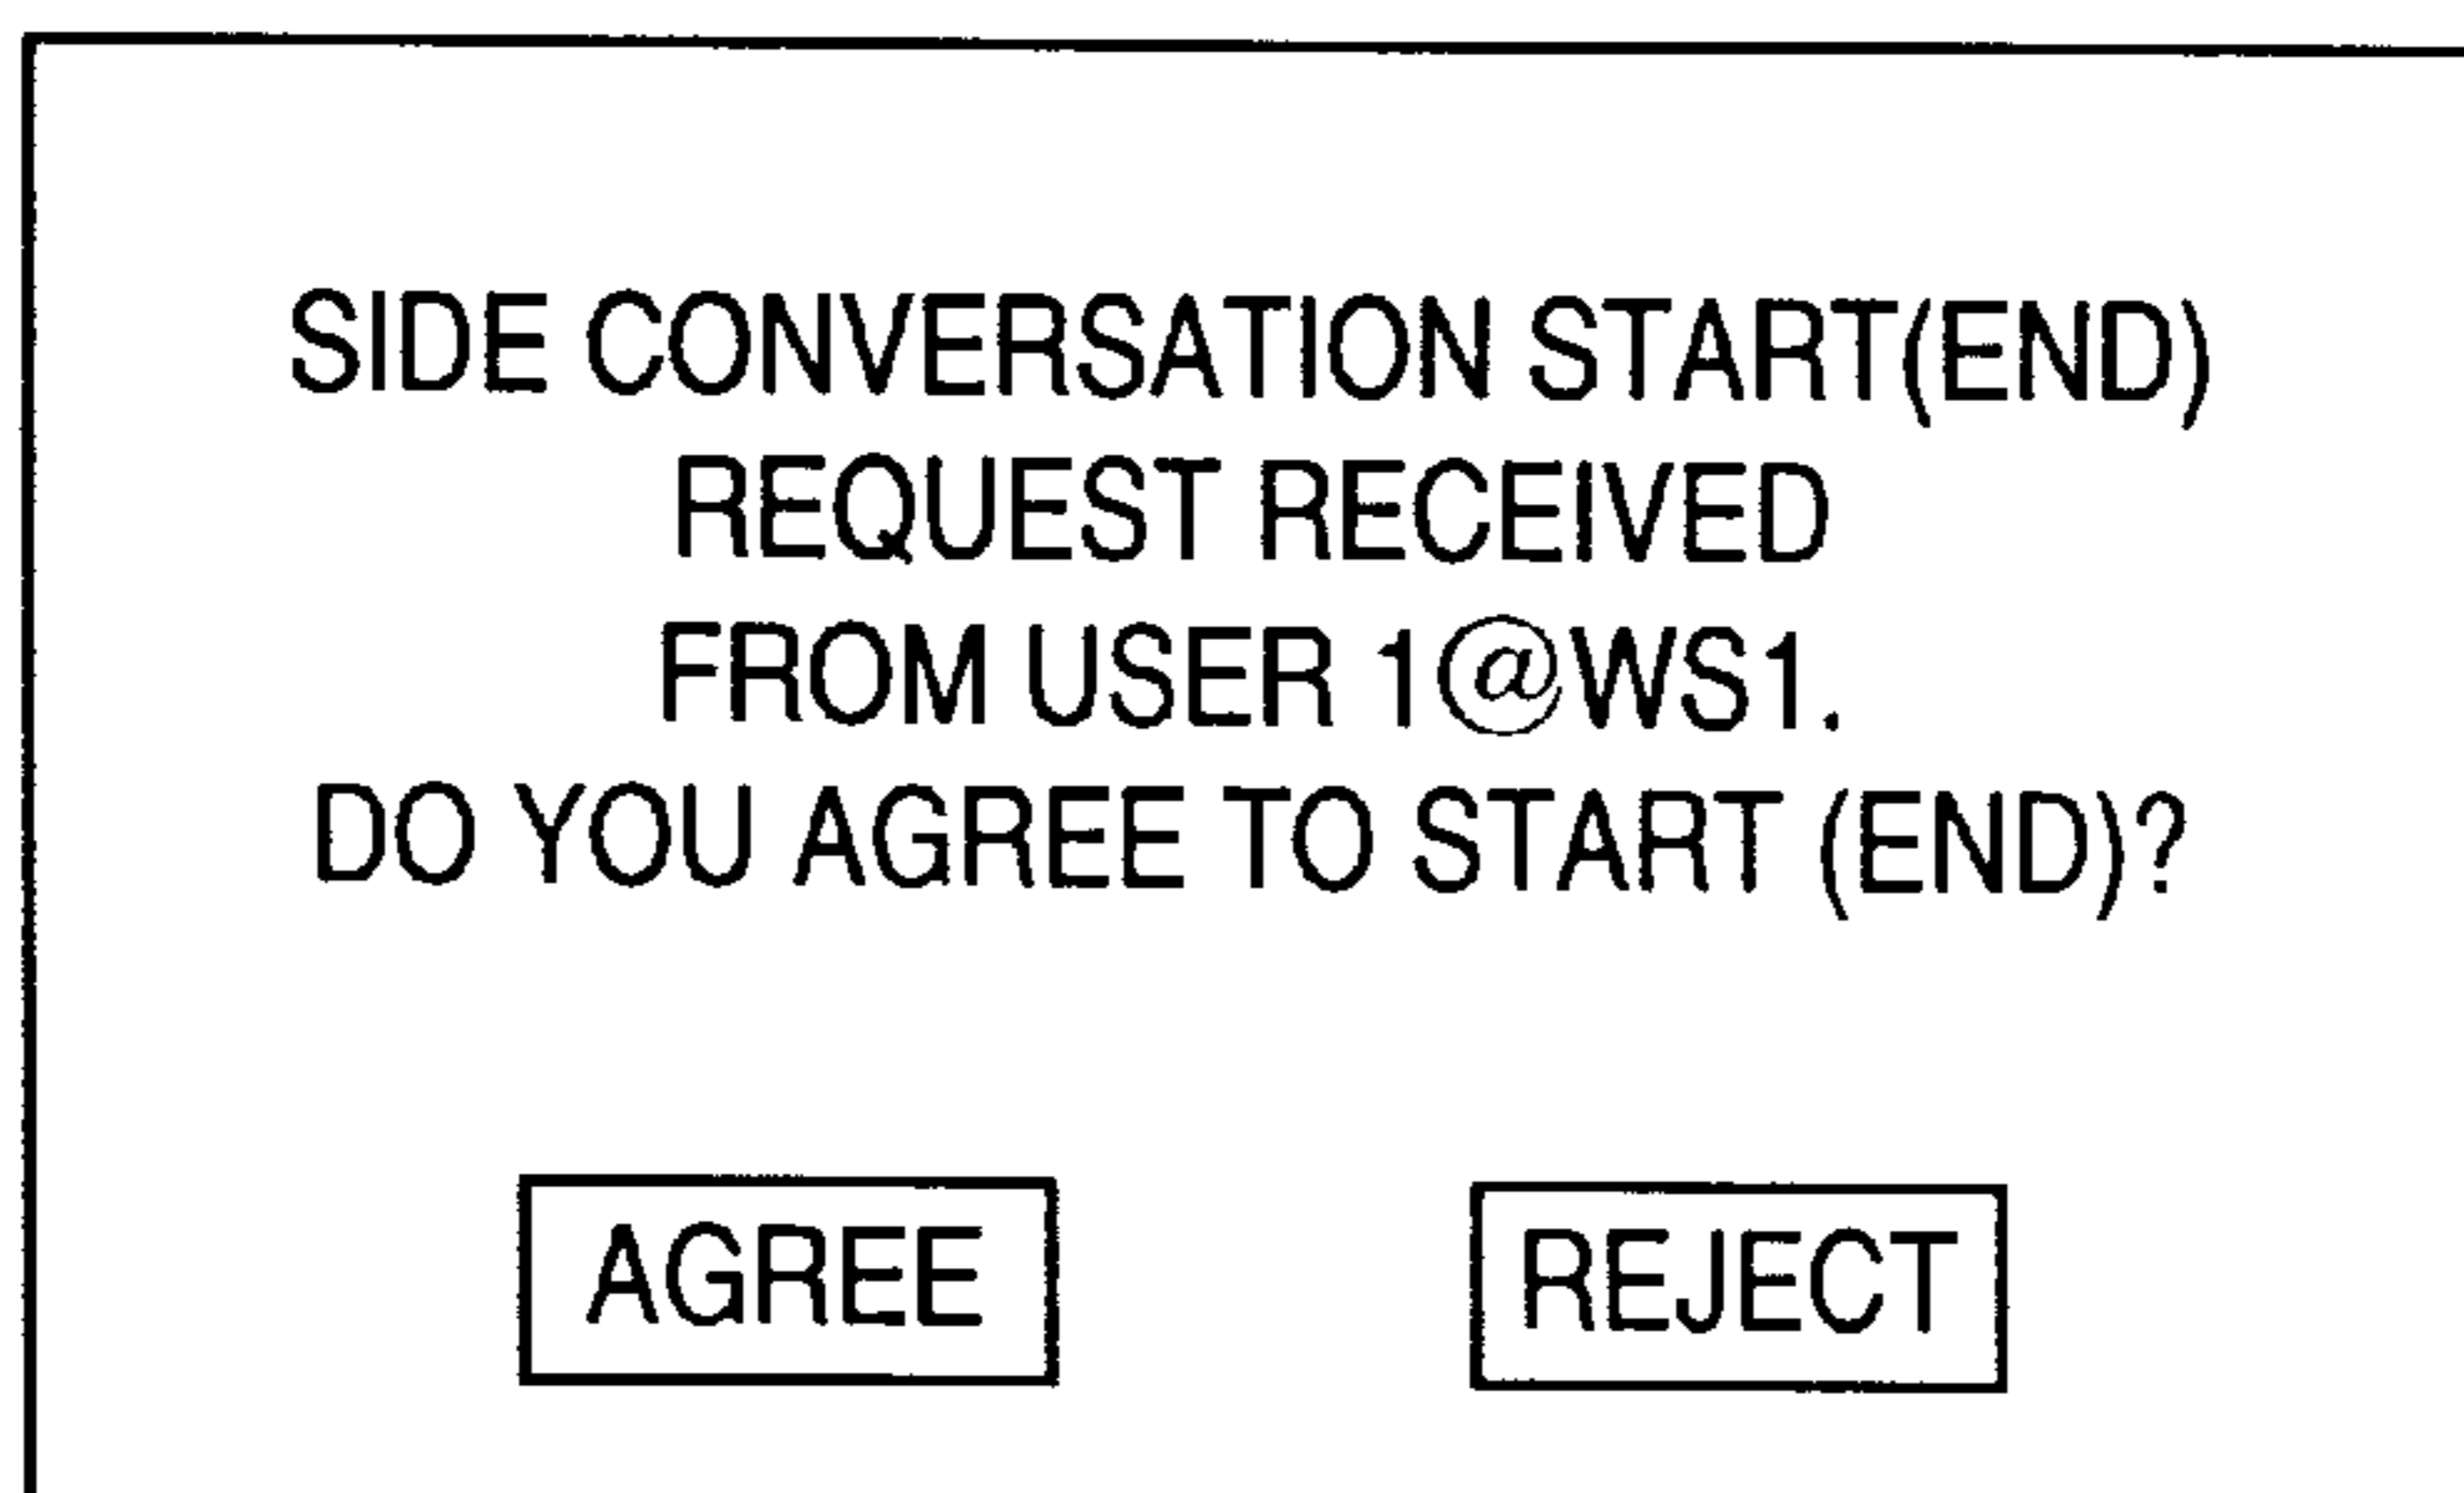 SIDE CONVERSATION START(END)
REQUEST RECEIVED
FROM USER 1@WS1.
DO YOU AGREE TO START (END)?
AGREE
REJECT